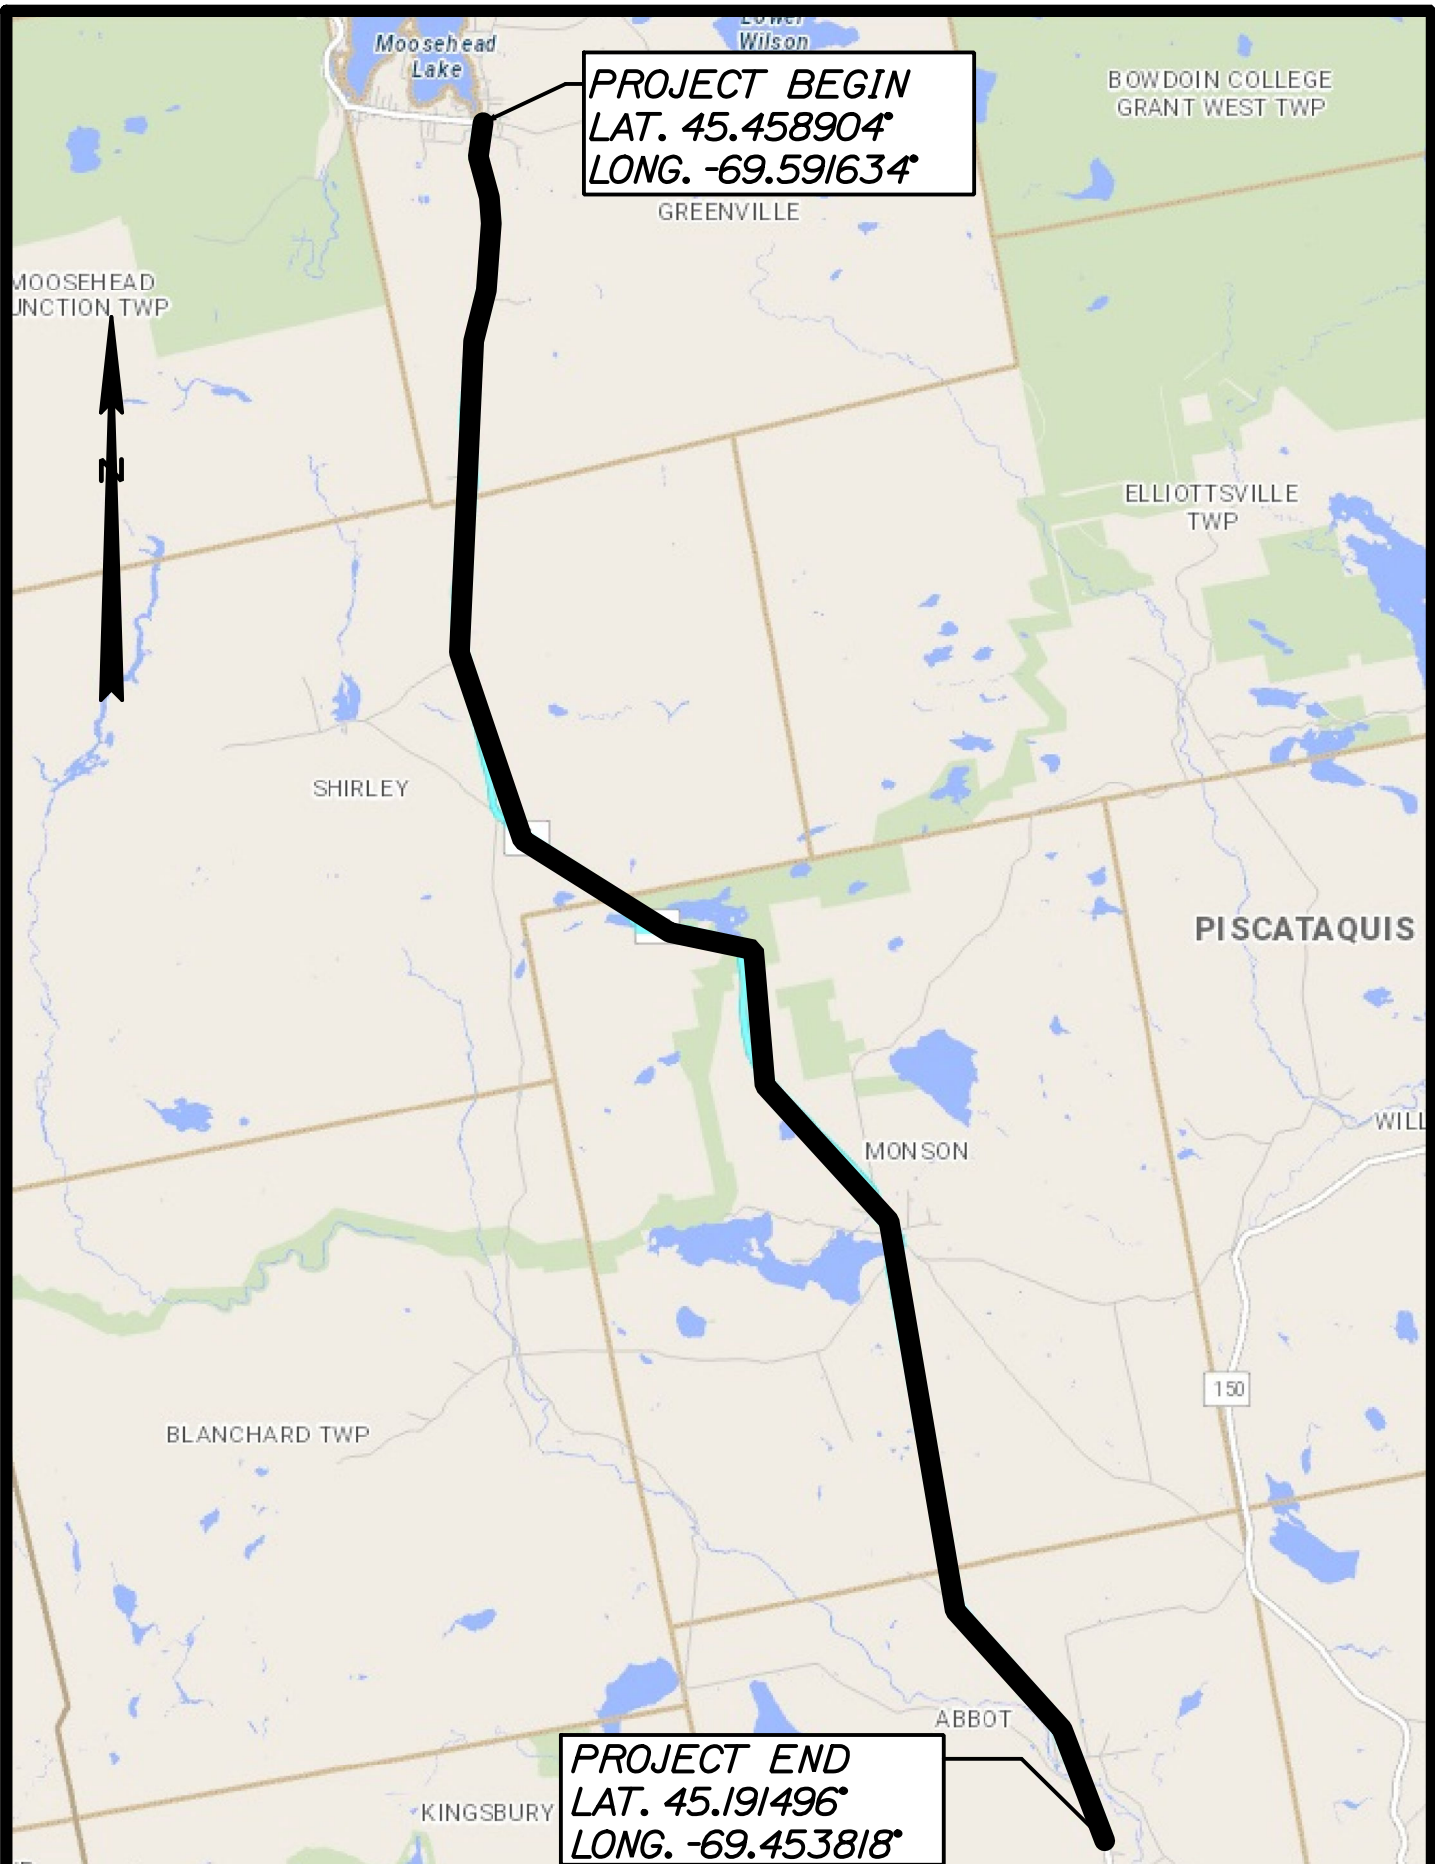 Lower
Wilson
Moosehead
Lake
PROJECT BEGIN
LAT. 45.458904°
LONG. -69.591634°
BOWDOIN COLLEGE
GRANT WEST TWP
GREENVILLE
MOOSEHEAD
UNCTION TWP
N
ELLIOTTSVILLE
TWP
SHIRLEY
PISCATAQUIS
WILL
MONSON
150
BLANCHARD TWP
ABBOT
PROJECT END
LAT. 45.191496°
LONG. -69.453818°
KINGSBURY